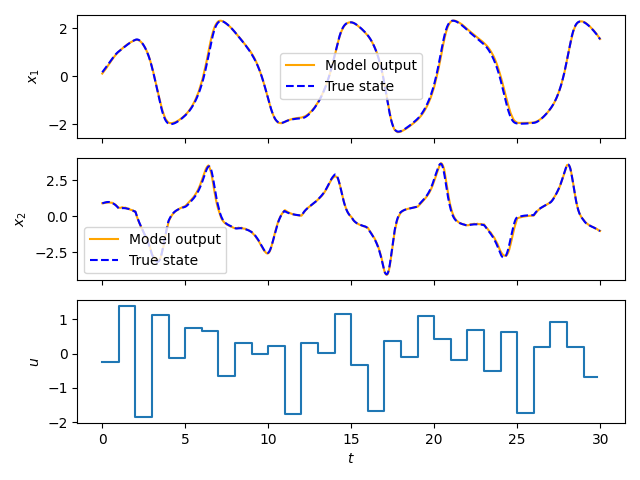 2
0
−2
x₁
Model output
True state
2.5
0.0
−2.5
x₂
Model output
True state
1
0
−1
−2
u
0 5 10 15 20 25 30
t